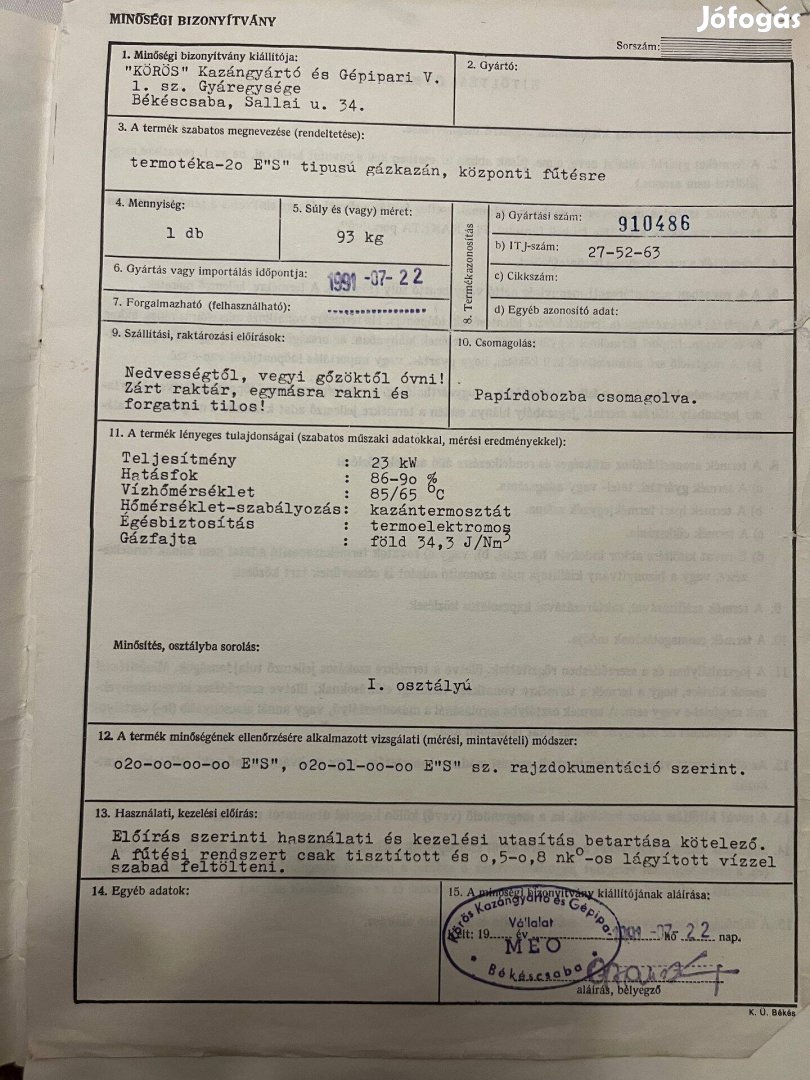 Jófogás
MINŐSÉGI BIZONYÍTVÁNY
Sorszám:
1. Minőségi bizonyítvány kiállítója:
"KÖRÖS" Kazángyártó és Gépipari V.
1. sz. Gyáregysége
Békéscsaba, Sallai u. 34.
2. Gyártó:
3. A termék szabatos megnevezése (rendeltetése):
termotéka-2o E"S" tipusú gázkazán, központi fűtésre
4. Mennyiség:
1 db
5. Súly és (vagy) méret:
93 kg
6. Gyártás vagy importálás időpontja: 1991 -07- 22
7. Forgalmazható (felhasználható):
8. Termékazonosítás
a) Gyártási szám: 910486
b) ITJ-szám: 27-52-63
c) Cikkszám:
d) Egyéb azonosító adat:
9. Szállítási, raktározási előírások:
Nedvességtől, vegyi gőzöktől óvni!
Zárt raktár, egymásra rakni és
forgatni tilos!
10. Csomagolás:
Papírdobozba csomagolva.
11. A termék lényeges tulajdonságai (szabatos műszaki adatokkal, mérési eredményekkel):
Teljesítmény : 23 kW
Hatásfok : 86-9o %
Vízhőmérséklet : 85/65 °C
Hőmérséklet-szabályozás: kazántermosztát
Égésbiztosítás : termoelektromos
Gázfajta : föld 34,3 J/Nm³
Minősítés, osztályba sorolás:
I. osztályú
12. A termék minőségének ellenőrzésére alkalmazott vizsgálati (mérési, mintavételi) módszer:
o2o-oo-oo-oo E"S", o2o-o1-oo-oo E"S" sz. rajzdokumentáció szerint.
13. Használati, kezelési előírás:
Előírás szerinti használati és kezelési utasítás betartása kötelező.
A fűtési rendszert csak tisztított és o,5-o,8 nk°-os lágyított vízzel
szabad feltölteni.
14. Egyéb adatok:
15. A minőségi bizonyítvány kiállítójának aláírása:
Körös Kazángyártó és Gépipa-
Vállalat
Kelt: 19 év 1991 -07- hó 22 nap.
MEO
Békéscsaba
aláírás, bélyegző
K. Ü. Békés